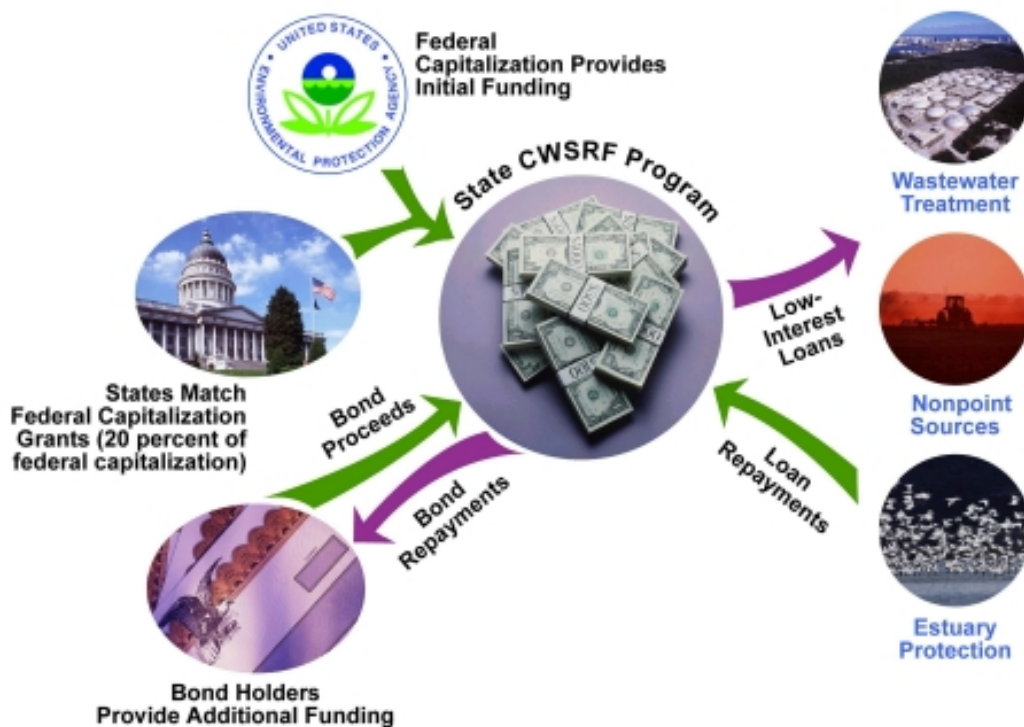 UNITED STATES
ENVIRONMENTAL PROTECTION AGENCY
Federal
Capitalization Provides
Initial Funding
State CWSRF Program
Wastewater
Treatment
States Match
Federal Capitalization
Grants (20 percent of
federal capitalization)
Low-
Interest
Loans
Nonpoint
Sources
Bond
Proceeds
Bond
Repayments
Loan
Repayments
Estuary
Protection
Bond Holders
Provide Additional Funding